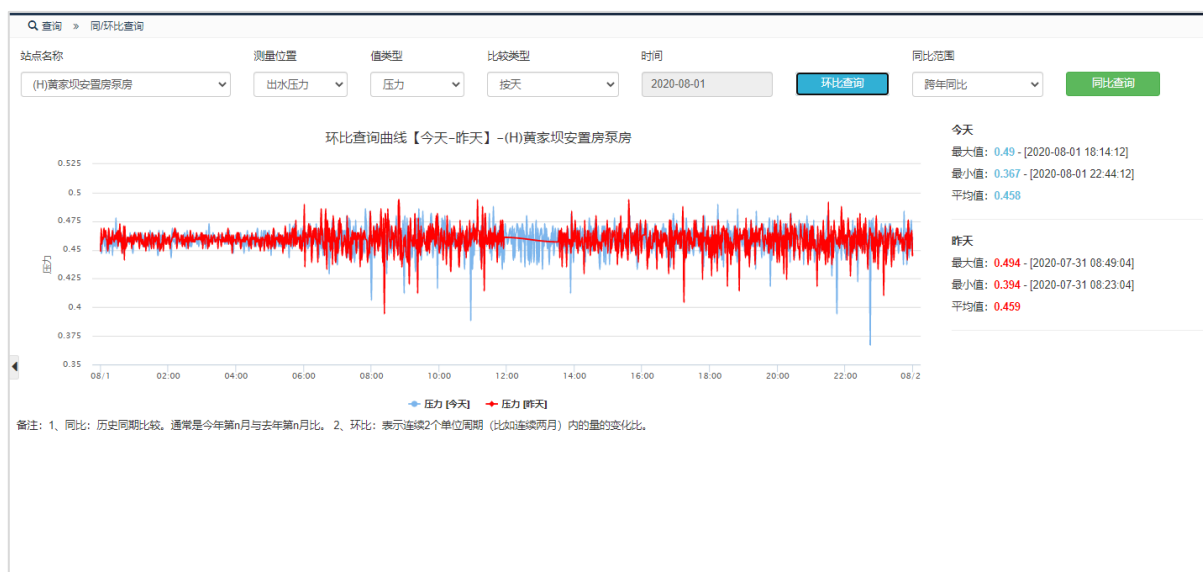 查询 » 同/环比查询
站点名称 测量位置 值类型 比较类型 时间 同比范围
(H)黄家坝安置房泵房 出水压力 压力 按天 2020-08-01 环比查询 跨年同比 同比查询
环比查询曲线【今天-昨天】-(H)黄家坝安置房泵房
压力
0.525
0.5
0.475
0.45
0.425
0.4
0.375
0.35
08/1 02:00 04:00 06:00 08:00 10:00 12:00 14:00 16:00 18:00 20:00 22:00 08/2
压力 [今天] 压力 [昨天]
今天
最大值: 0.49 - [2020-08-01 18:14:12]
最小值: 0.367 - [2020-08-01 22:44:12]
平均值: 0.458
昨天
最大值: 0.494 - [2020-07-31 08:49:04]
最小值: 0.394 - [2020-07-31 08:23:04]
平均值: 0.459
备注: 1、同比: 历史同期比较。通常是今年第n月与去年第n月比。 2、环比: 表示连续2个单位周期（比如连续两月）内的量的变化比。